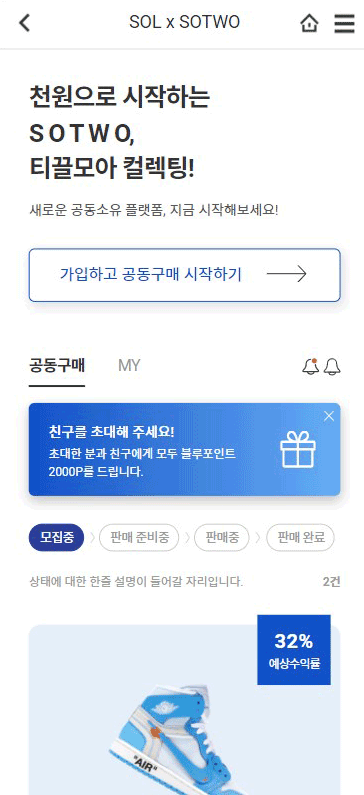 SOL x SOTWO
천원으로 시작하는
SOTWO,
티끌모아 컬렉팅!
새로운 공동소유 플랫폼, 지금 시작해보세요!
가입하고 공동구매 시작하기
공동구매 MY
친구를 초대해 주세요!
초대한 분과 친구에게 모두 블루포인트
2000P를 드립니다.
모집중 판매 준비중 판매중 판매 완료
상태에 대한 한줄 설명이 들어갈 자리입니다. 2건
32%
예상수익률
"AIR"